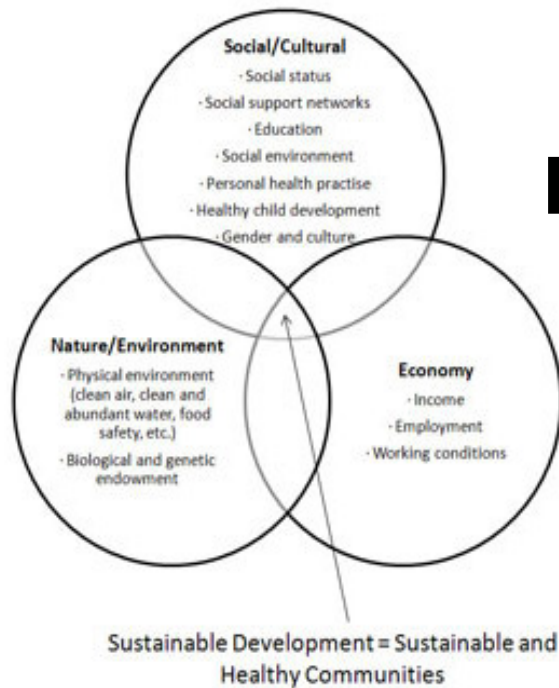 Social/Cultural
· Social status
· Social support networks
· Education
· Social environment
· Personal health practise
· Healthy child development
· Gender and culture
Nature/Environment
· Physical environment
(clean air, clean and
abundant water, food
safety, etc.)
· Biological and genetic
endowment
Economy
· Income
· Employment
· Working conditions
Sustainable Development = Sustainable and
Healthy Communities